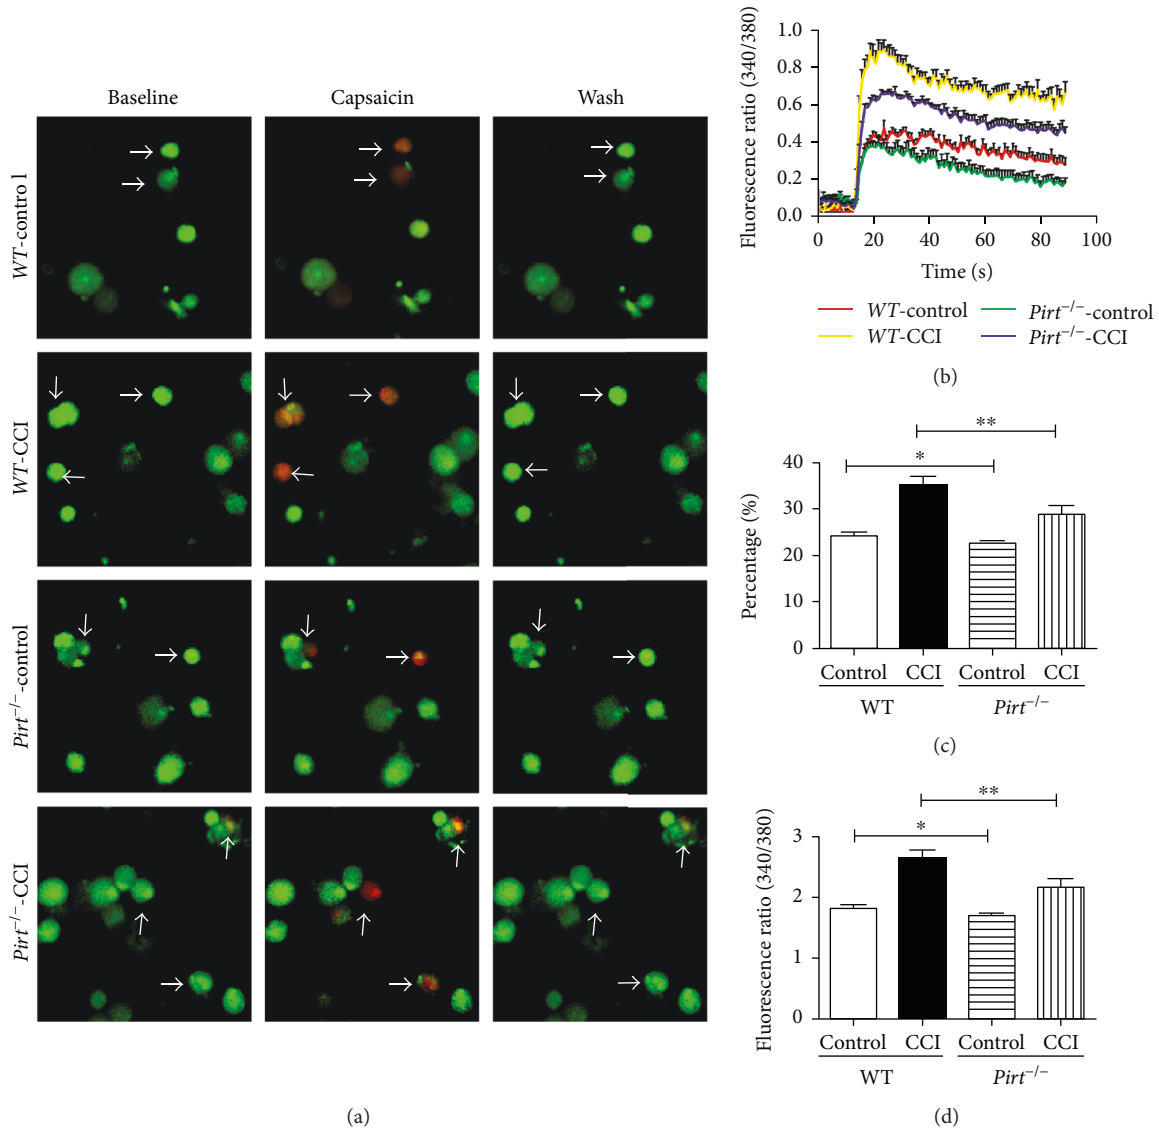 Baseline
Capsaicin
Wash
WT-control
WT-CCI
Pirt−/−-control
Pirt−/−-CCI
(a)
Fluorescence ratio (340/380)
1.0
0.8
0.6
0.4
0.2
0.0
0 20 40 60 80 100
Time (s)
WT-control
Pirt−/−-control
WT-CCI
Pirt−/−-CCI
(b)
**
*
Percentage (%)
40
30
20
10
0
Control CCI Control CCI
WT Pirt−/−
(c)
**
*
Fluorescence ratio (340/380)
3
2
1
0
Control CCI Control CCI
WT Pirt−/−
(d)